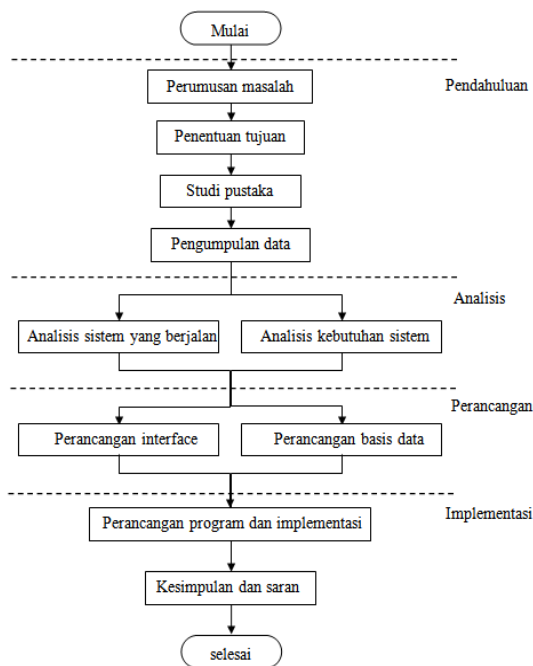 Mulai
Pendahuluan
Perumusan masalah
Penentuan tujuan
Studi pustaka
Pengumpulan data
Analisis
Analisis sistem yang berjalan
Analisis kebutuhan sistem
Perancangan
Perancangan interface
Perancangan basis data
Implementasi
Perancangan program dan implementasi
Kesimpulan dan saran
selesai